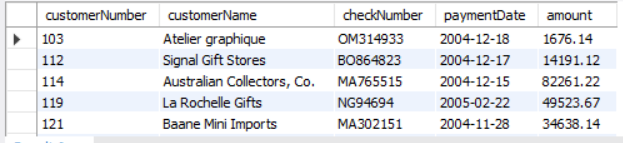 customerNumber customerName checkNumber paymentDate amount
103 Atelier graphique OM314933 2004-12-18 1676.14
112 Signal Gift Stores BO864823 2004-12-17 14191.12
114 Australian Collectors, Co. MA765515 2004-12-15 82261.22
119 La Rochelle Gifts NG94694 2005-02-22 49523.67
121 Baane Mini Imports MA302151 2004-11-28 34638.14